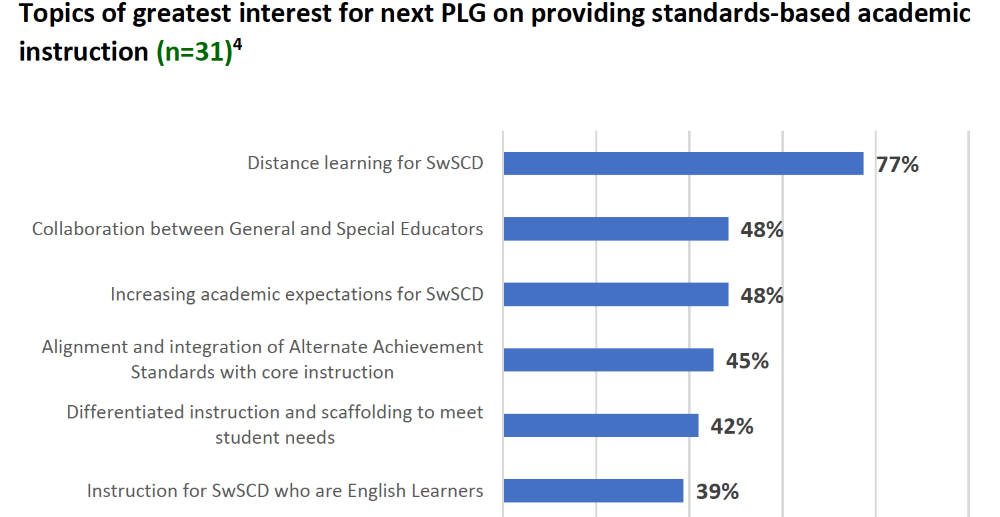 Topics of greatest interest for next PLG on providing standards-based academic
instruction (n=31)4
Distance learning for SwSCD
77%
Collaboration between General and Special Educators
48%
Increasing academic expectations for SwSCD
48%
Alignment and integration of Alternate Achievement
Standards with core instruction
45%
Differentiated instruction and scaffolding to meet
student needs
42%
Instruction for SwSCD who are English Learners
39%